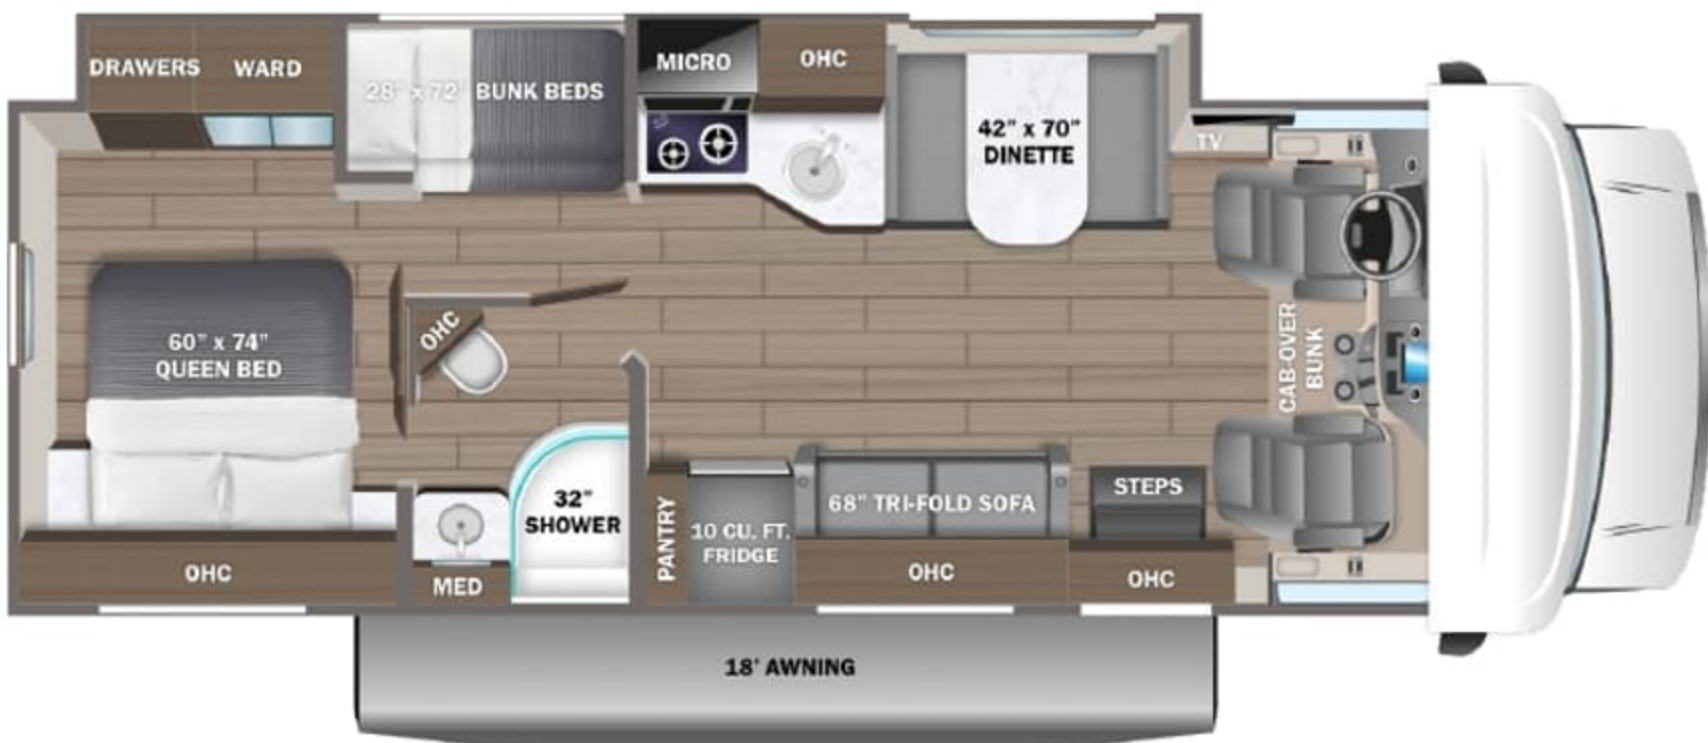 DRAWERS WARD
28" x 72" BUNK BEDS
MICRO
OHC
42" x 70"
DINETTE
TV
60" x 74"
QUEEN BED
OHC
CAB-OVER
BUNK
OHC
MED
32"
SHOWER
PANTRY
10 CU. FT.
FRIDGE
68" TRI-FOLD SOFA
OHC
STEPS
OHC
18' AWNING